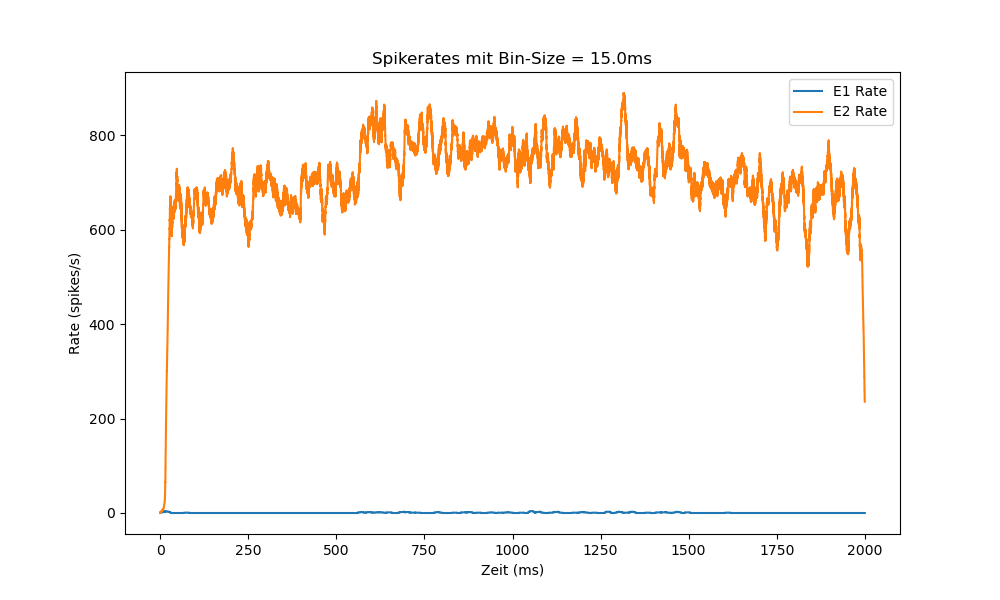 Spikerates mit Bin-Size = 15.0ms
E1 Rate
E2 Rate
800
600
400
200
0
Rate (spikes/s)
0 250 500 750 1000 1250 1500 1750 2000
Zeit (ms)